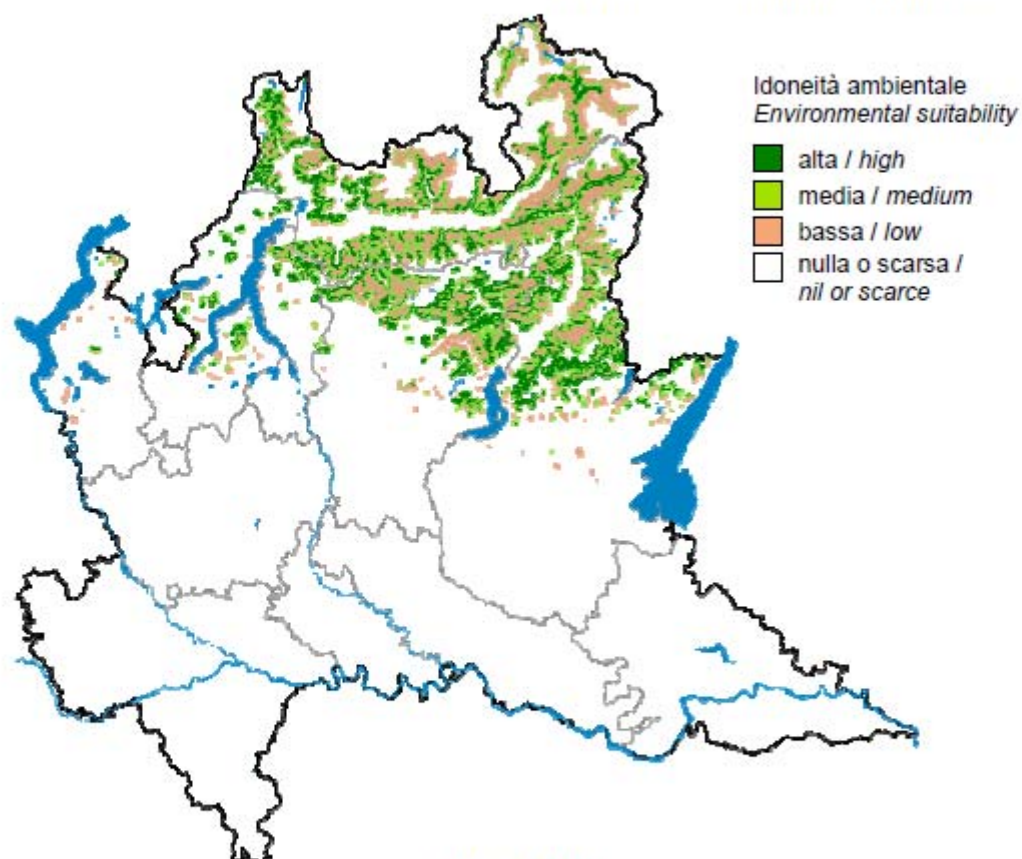 Idoneità ambientale
Environmental suitability
alta / high
media / medium
bassa / low
nulla o scarsa /
nil or scarce